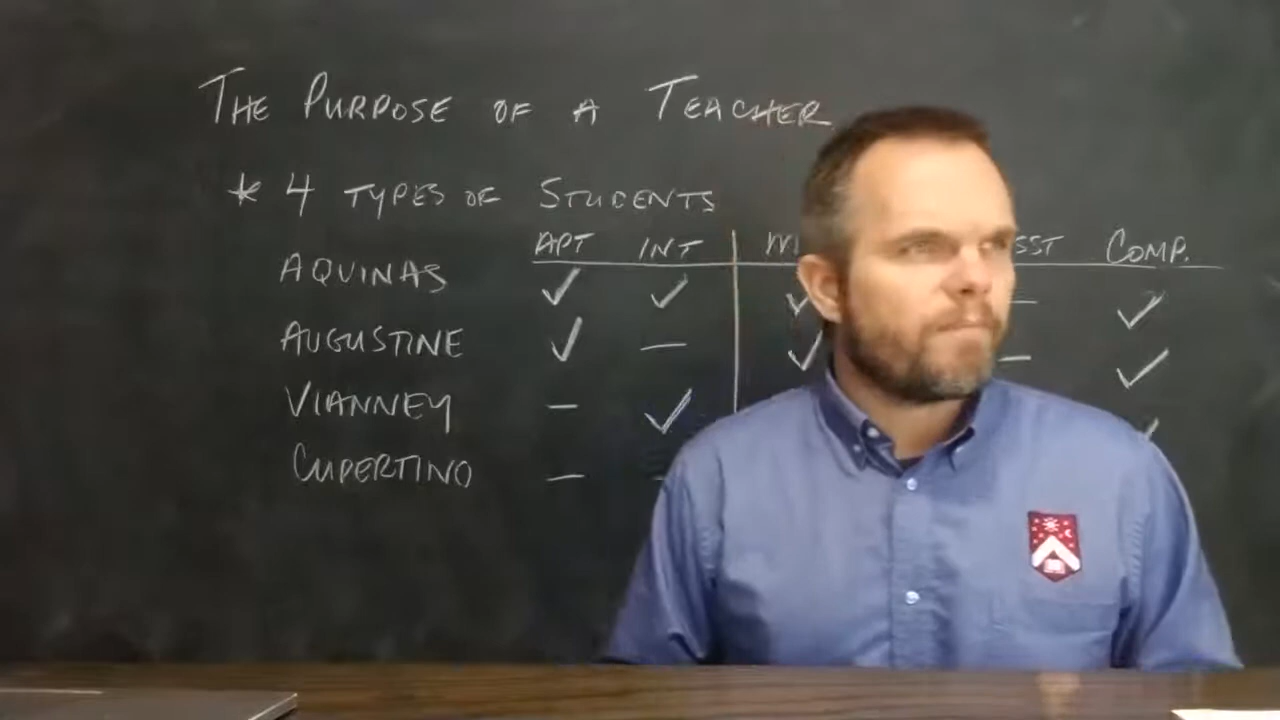 THE PURPOSE OF A TEACHER
* 4 TYPES OF STUDENTS
APT INT COMP.
AQUINAS ✓ ✓ ✓ — ✓
AUGUSTINE ✓ — ✓ — ✓
VIANNEY — ✓ ✓
CUPERTINO — —